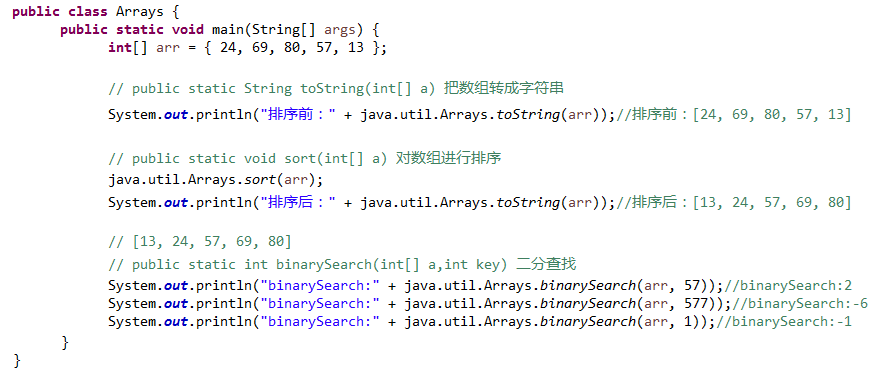 public class Arrays {
public static void main(String[] args) {
int[] arr = { 24, 69, 80, 57, 13 };
// public static String toString(int[] a) 把数组转成字符串
System.out.println("排序前：" + java.util.Arrays.toString(arr));//排序前：[24, 69, 80, 57, 13]
// public static void sort(int[] a) 对数组进行排序
java.util.Arrays.sort(arr);
System.out.println("排序后：" + java.util.Arrays.toString(arr));//排序后：[13, 24, 57, 69, 80]
// [13, 24, 57, 69, 80]
// public static int binarySearch(int[] a,int key) 二分查找
System.out.println("binarySearch:" + java.util.Arrays.binarySearch(arr, 57));//binarySearch:2
System.out.println("binarySearch:" + java.util.Arrays.binarySearch(arr, 577));//binarySearch:-6
System.out.println("binarySearch:" + java.util.Arrays.binarySearch(arr, 1));//binarySearch:-1
}
}